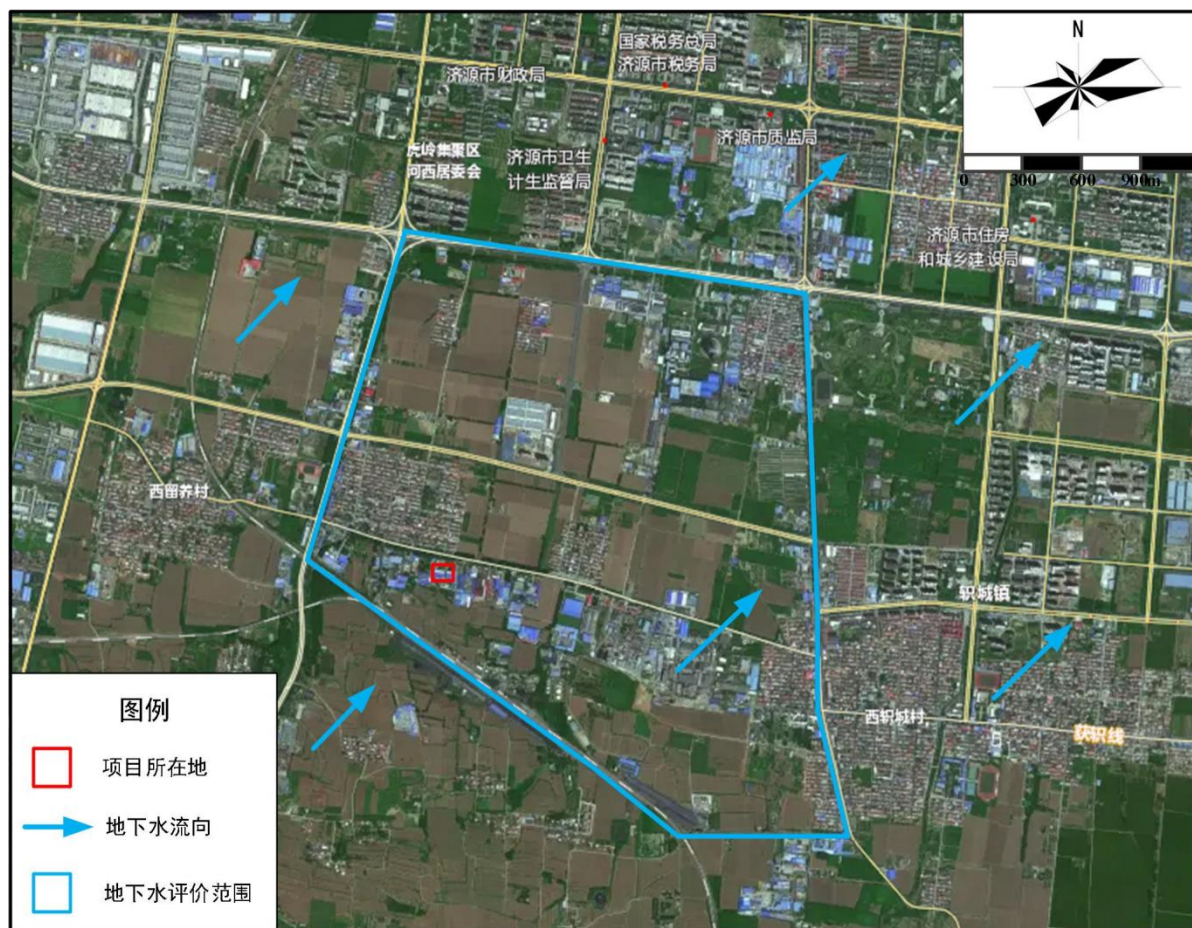 国家税务总局
济源市税务局
N
济源市财政局
济源市质监局
虎岭集聚区
河西居委会
济源市卫生
计生监督局
0 300 600 900m
济源市住房
和城乡建设局
西留养村
轵城镇
西轵城村
获轵线
图例
项目所在地
地下水流向
地下水评价范围